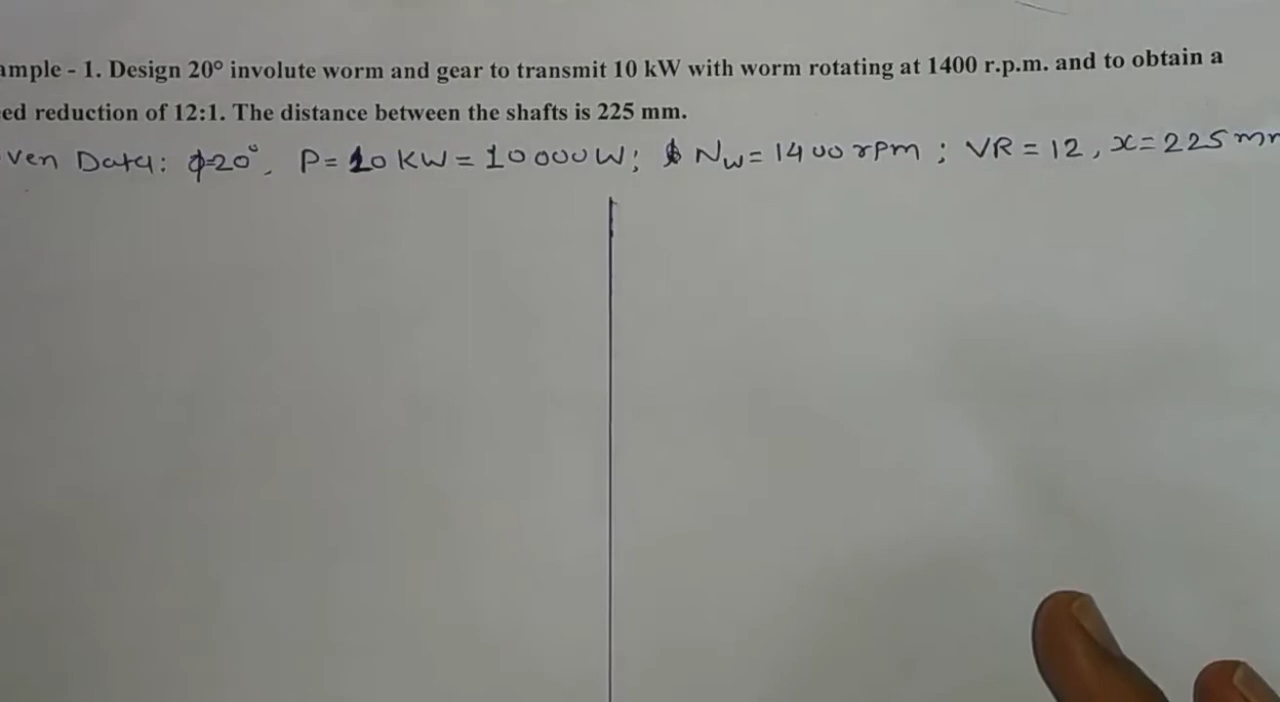 ample - 1. Design 20° involute worm and gear to transmit 10 kW with worm rotating at 1400 r.p.m. and to obtain a
ed reduction of 12:1. The distance between the shafts is 225 mm.
ven Data: ϕ=20°, P= 10 KW = 10000W; Nw= 1400 rpm ; VR = 12, x= 225 mm